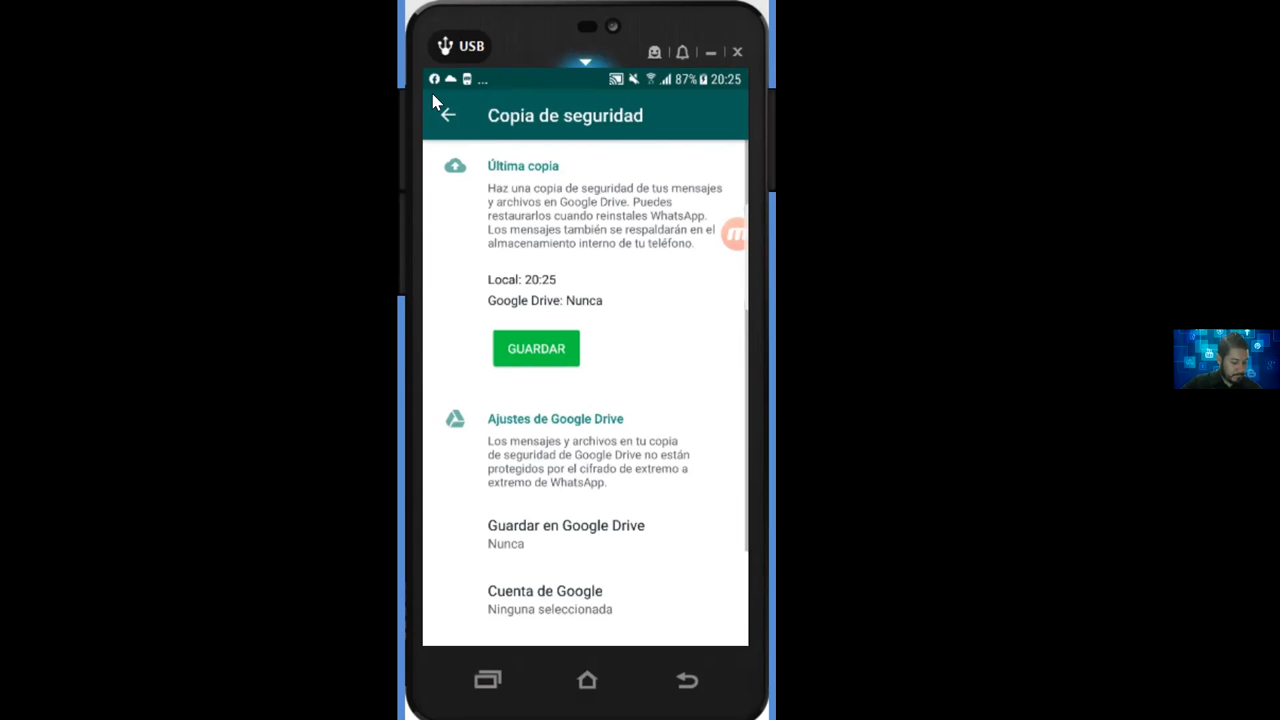 USB
... 87% 20:25
Copia de seguridad
Última copia
Haz una copia de seguridad de tus mensajes
y archivos en Google Drive. Puedes
restaurarlos cuando reinstales WhatsApp.
Los mensajes también se respaldarán en el
almacenamiento interno de tu teléfono.
Local: 20:25
Google Drive: Nunca
GUARDAR
Ajustes de Google Drive
Los mensajes y archivos en tu copia
de seguridad de Google Drive no están
protegidos por el cifrado de extremo a
extremo de WhatsApp.
Guardar en Google Drive
Nunca
Cuenta de Google
Ninguna seleccionada